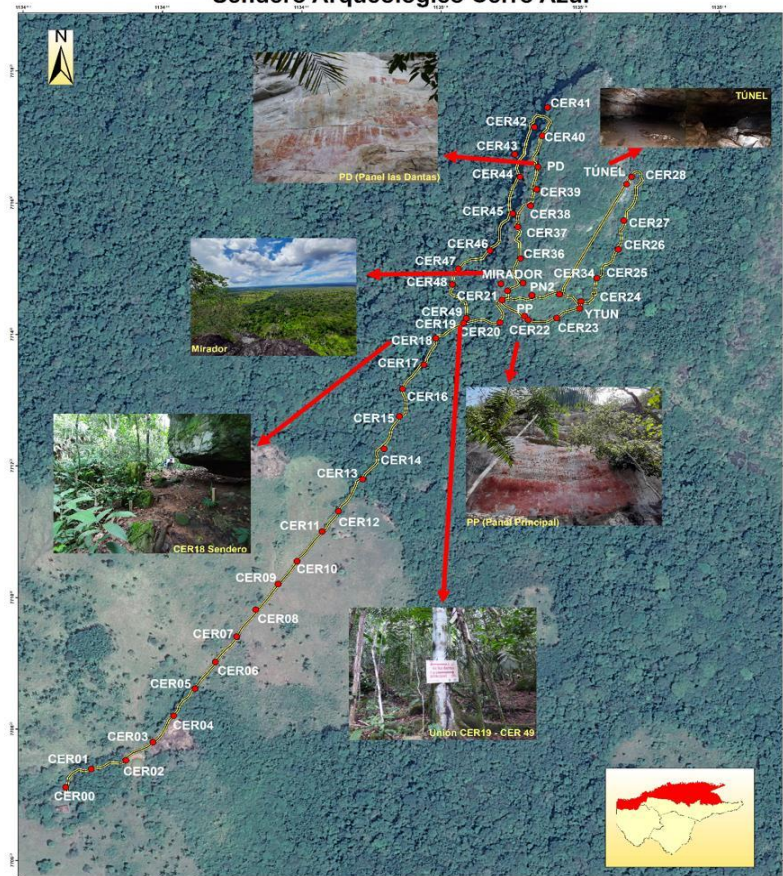 Sendero Arqueológico Cerro Azul
N
TÚNEL
CER41
CER42
CER40
CER43
PD
TÚNEL
CER28
PD (Panel las Dantas)
CER44
CER39
CER45
CER38
CER27
CER37
CER46
CER26
CER36
CER47
MIRADOR
CER34
CER25
CER48
CER21
PN2
CER24
CER49
PP
YTUN
CER19
CER20
CER22
CER23
CER18
Mirador
CER17
CER16
CER15
CER14
CER13
CER12
CER11
PP (Panel Principal)
CER18 Sendero
CER10
CER09
CER08
CER07
CER06
CER05
CER04
Unión CER19 - CER 49
CER03
CER02
CER01
CER00